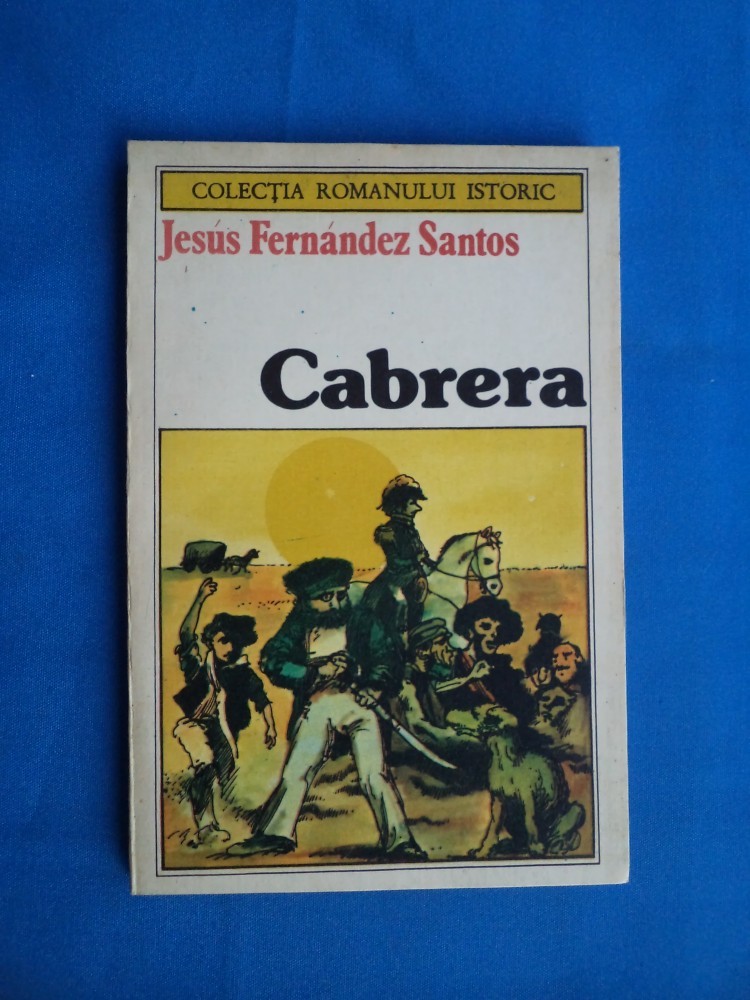 COLECȚIA ROMANULUI ISTORIC
Jesús Fernández Santos
Cabrera